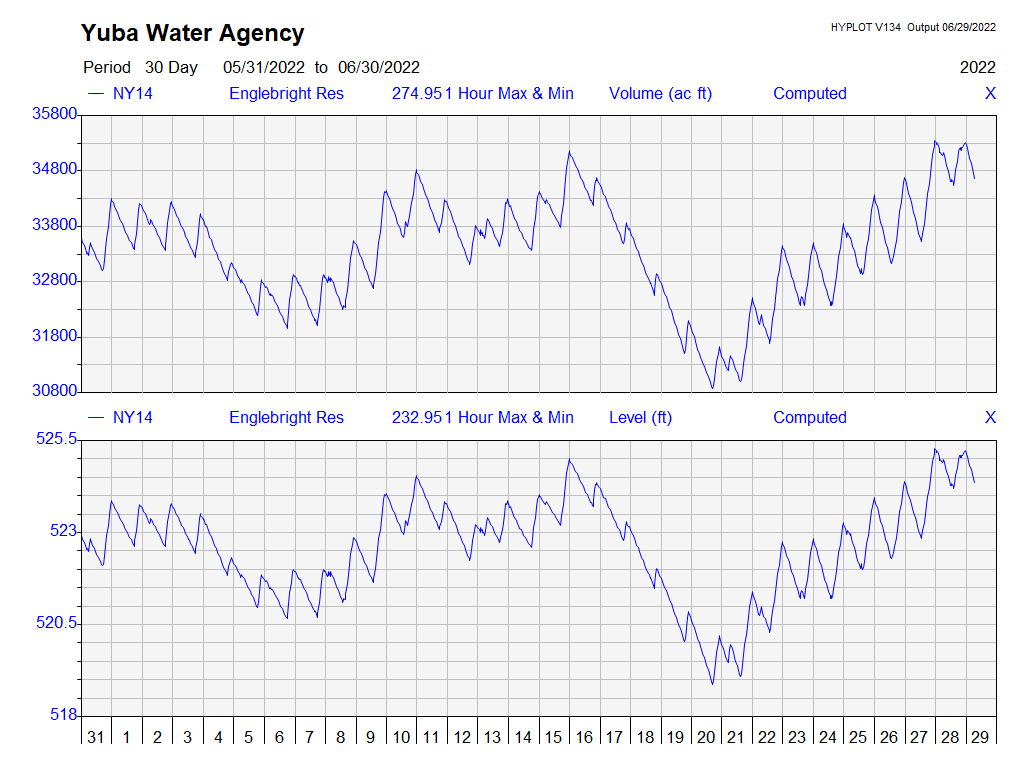 Yuba Water Agency
HYPLOT V134 Output 06/29/2022
Period 30 Day 05/31/2022 to 06/30/2022 2022
NY14 Englebright Res 274.951 Hour Max & Min Volume (ac ft) Computed X
35800
34800
33800
32800
31800
30800
NY14 Englebright Res 232.951 Hour Max & Min Level (ft) Computed X
525.5
523
520.5
518
31 1 2 3 4 5 6 7 8 9 10 11 12 13 14 15 16 17 18 19 20 21 22 23 24 25 26 27 28 29